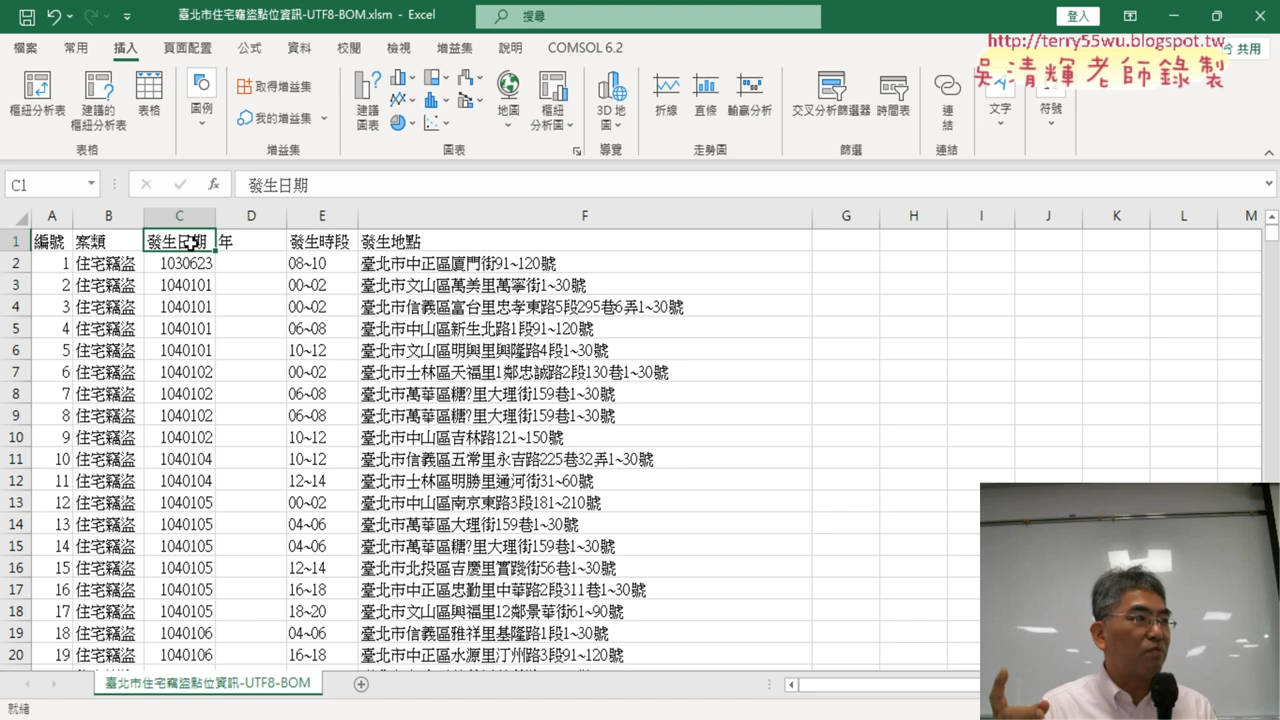 臺北市住宅竊盜點位資訊-UTF8-BOM.xlsm - Excel
搜尋
登入
檔案 常用 插入 頁面配置 公式 資料 校閱 檢視 增益集 說明 COMSOL 6.2
共用
http://terry55wu.blogspot.tw
吳清輝老師錄製
樞紐分析表
建議的
樞紐分析表
表格
圖例
取得增益集
我的增益集
建議
圖表
地圖
樞紐
分析圖
3D 地
圖
折線
直條
輸贏分析
交叉分析篩選器
時間表
連
結
文字
符號
表格 增益集 圖表 導覽 走勢圖 篩選 連結
C1 fx 發生日期
A B C D E F G H I J K L M
1 編號 案類 發生日期 年 發生時段 發生地點
2 1 住宅竊盜 1030623 08~10 臺北市中正區廈門街91~120號
3 2 住宅竊盜 1040101 00~02 臺北市文山區萬美里萬寧街1~30號
4 3 住宅竊盜 1040101 00~02 臺北市信義區富台里忠孝東路5段295巷6弄1~30號
5 4 住宅竊盜 1040101 06~08 臺北市中山區新生北路1段91~120號
6 5 住宅竊盜 1040101 10~12 臺北市文山區明興里興隆路4段1~30號
7 6 住宅竊盜 1040102 00~02 臺北市士林區天福里1鄰忠誠路2段130巷1~30號
8 7 住宅竊盜 1040102 06~08 臺北市萬華區糖?里大理街159巷1~30號
9 8 住宅竊盜 1040102 06~08 臺北市萬華區糖?里大理街159巷1~30號
10 9 住宅竊盜 1040102 10~12 臺北市中山區吉林路121~150號
11 10 住宅竊盜 1040104 10~12 臺北市信義區五常里永吉路225巷32弄1~30號
12 11 住宅竊盜 1040104 12~14 臺北市士林區明勝里通河街31~60號
13 12 住宅竊盜 1040105 00~02 臺北市中山區南京東路3段181~210號
14 13 住宅竊盜 1040105 04~06 臺北市萬華區大理街159巷1~30號
15 14 住宅竊盜 1040105 04~06 臺北市萬華區糖?里大理街159巷1~30號
16 15 住宅竊盜 1040105 12~14 臺北市北投區吉慶里實踐街56巷1~30號
17 16 住宅竊盜 1040105 16~18 臺北市中正區忠勤里中華路2段311巷1~30號
18 17 住宅竊盜 1040105 18~20 臺北市文山區興福里12鄰景華街61~90號
19 18 住宅竊盜 1040106 04~06 臺北市信義區雅祥里基隆路1段1~30號
20 19 住宅竊盜 1040106 16~18 臺北市中正區水源里汀州路3段91~120號
臺北市住宅竊盜點位資訊-UTF8-BOM
就緒